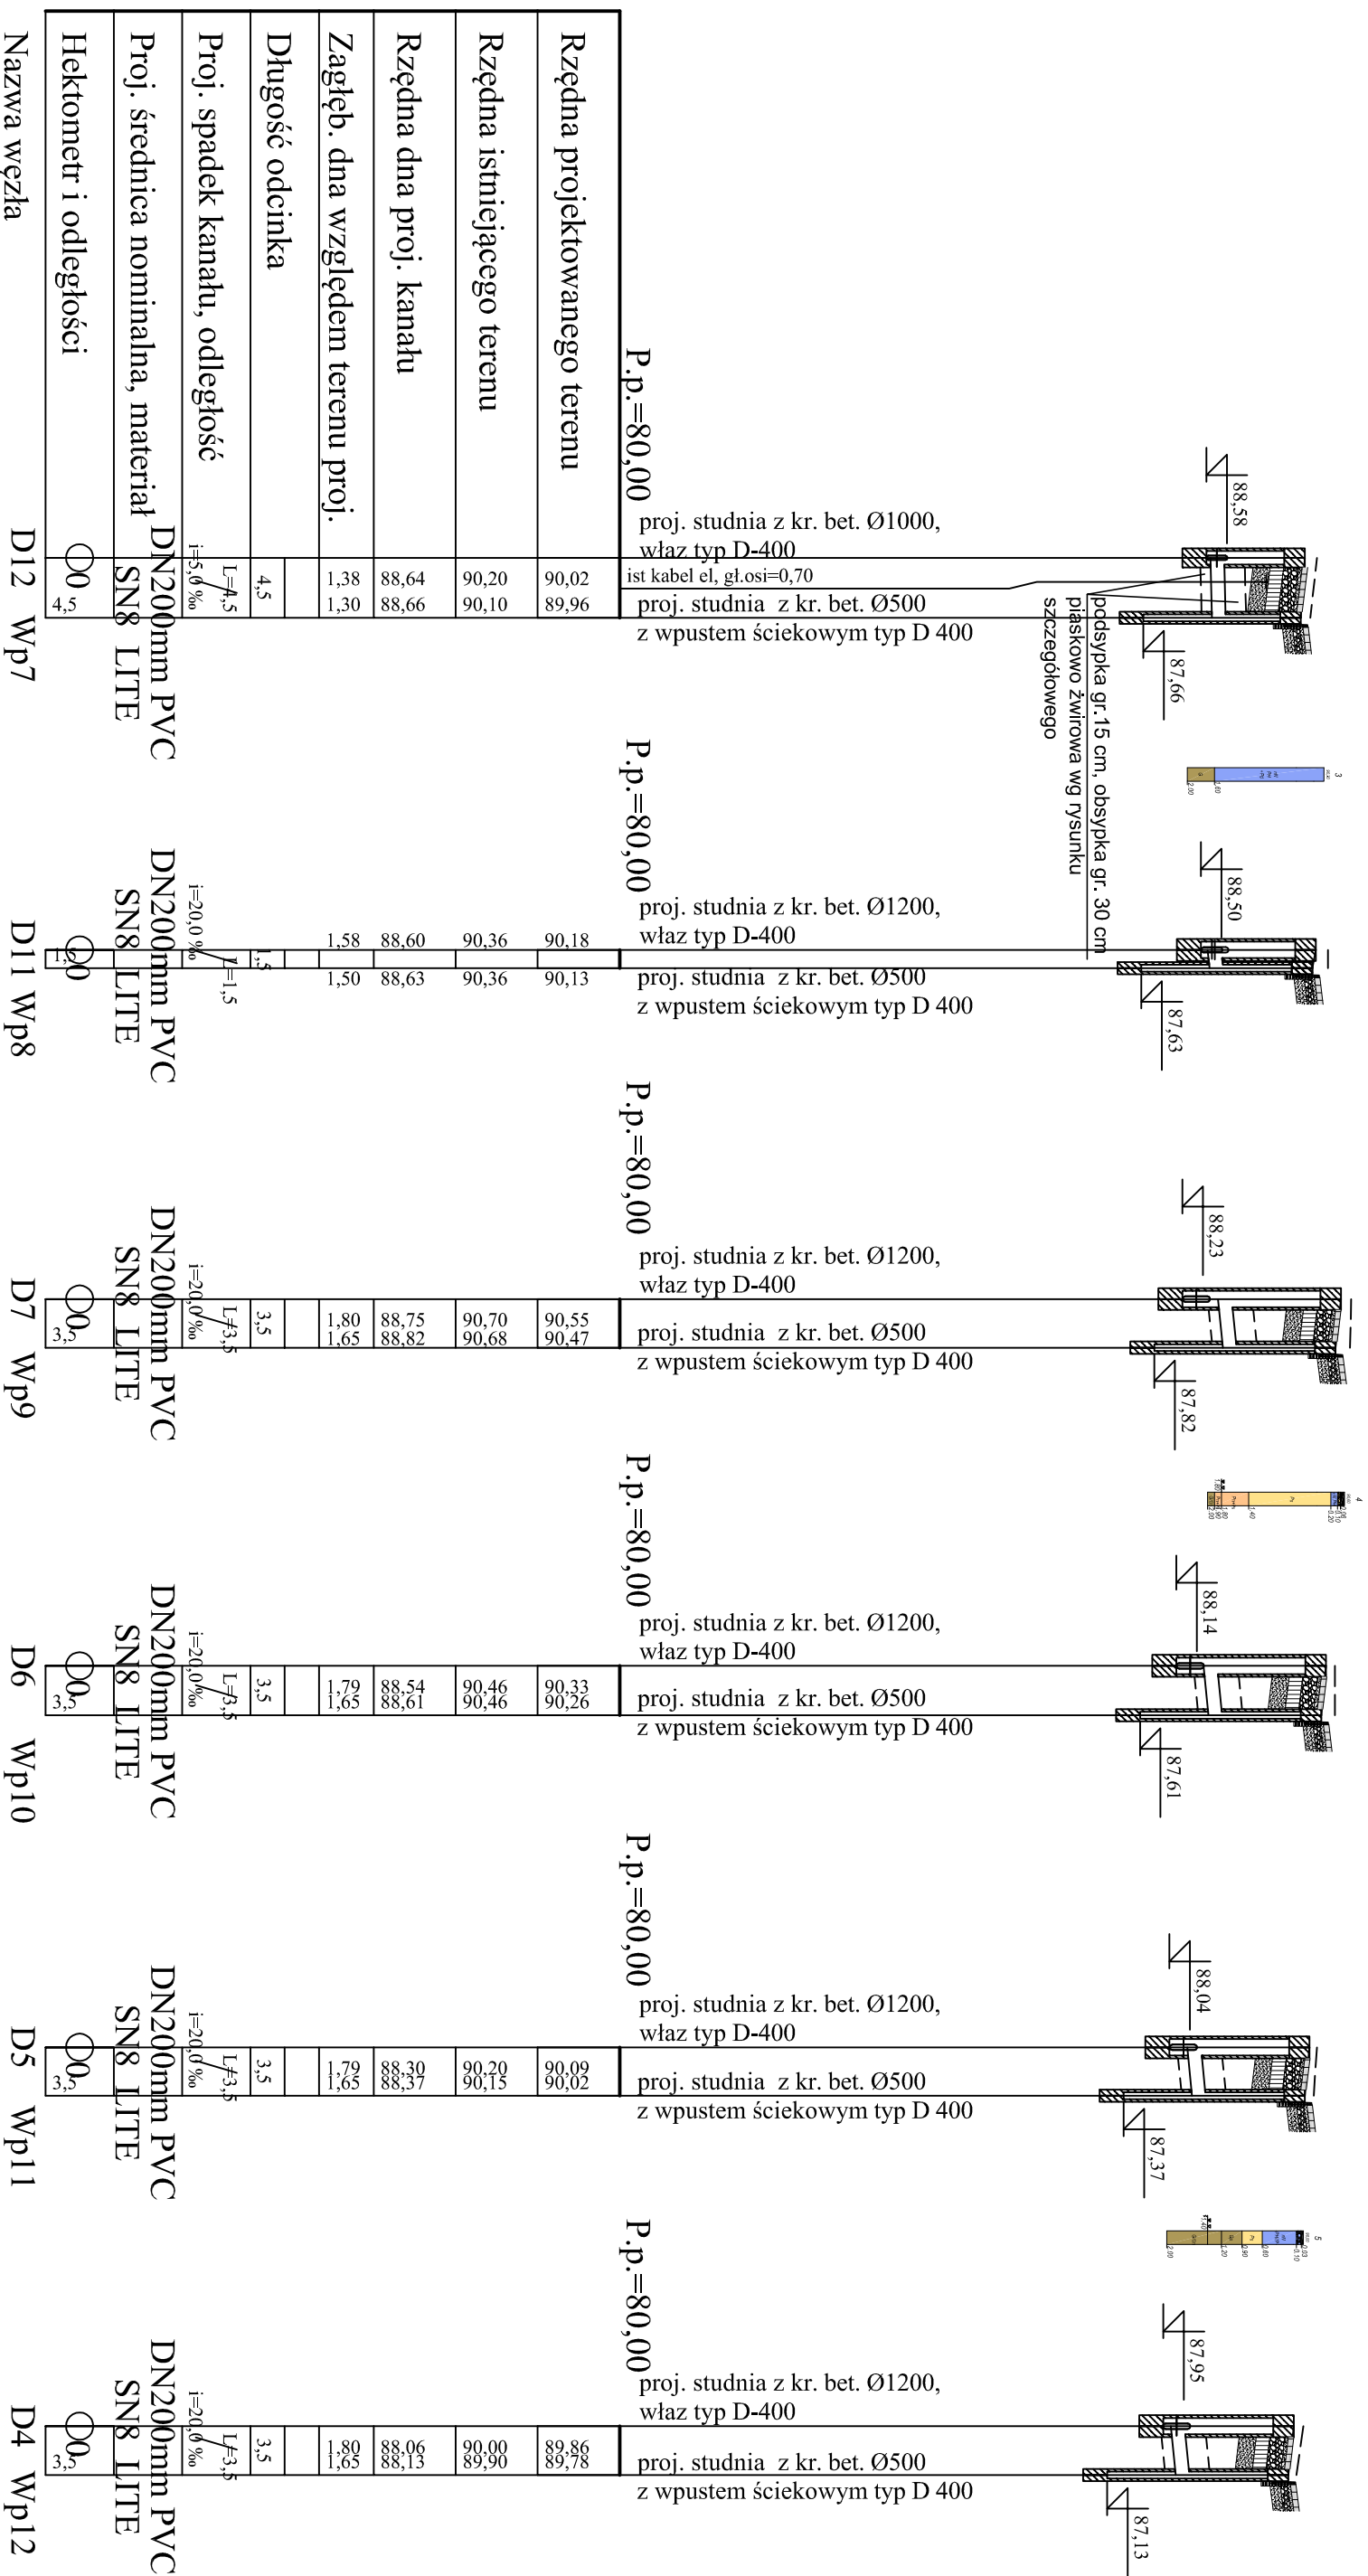 P.p.=80,00
88,58
87,66
proj. studnia z kr. bet. Ø1000,
właz typ D-400
ist kabel el, gł.osi=0,70
proj. studnia z kr. bet. Ø500
z wpustem ściekowym typ D 400
podsypka gr.15 cm, obsypka gr. 30 cm
piaskowo żwirowa wg rysunku
szczegółowego
3
1,60
2,00
P.p.=80,00
88,50
87,63
proj. studnia z kr. bet. Ø1200,
właz typ D-400
proj. studnia z kr. bet. Ø500
z wpustem ściekowym typ D 400
P.p.=80,00
88,23
87,82
proj. studnia z kr. bet. Ø1200,
właz typ D-400
proj. studnia z kr. bet. Ø500
z wpustem ściekowym typ D 400
4
P.p.=80,00
88,14
87,61
proj. studnia z kr. bet. Ø1200,
właz typ D-400
proj. studnia z kr. bet. Ø500
z wpustem ściekowym typ D 400
P.p.=80,00
88,04
87,37
proj. studnia z kr. bet. Ø1200,
właz typ D-400
proj. studnia z kr. bet. Ø500
z wpustem ściekowym typ D 400
5
P.p.=80,00
87,95
87,13
proj. studnia z kr. bet. Ø1200,
właz typ D-400
proj. studnia z kr. bet. Ø500
z wpustem ściekowym typ D 400
Rzędna projektowanego terenu 90,02 89,96 90,18 90,13 90,55 90,47 90,33 90,26 90,09 90,02 89,86 89,78
Rzędna istniejącego terenu 90,20 90,10 90,36 90,36 90,70 90,68 90,46 90,46 90,20 90,15 90,00 89,90
Rzędna dna proj. kanału 88,64 88,66 88,60 88,63 88,75 88,82 88,54 88,61 88,30 88,37 88,06 88,13
Zagłęb. dna względem terenu proj. 1,38 1,30 1,58 1,50 1,80 1,65 1,79 1,65 1,79 1,65 1,80 1,65
Długość odcinka 4,5 1,5 3,5 3,5 3,5 3,5
Proj. spadek kanału, odległość L=4,5 L=1,5 L=3,5 L=3,5 L=3,5 L=3,5
i=5,0 ‰ i=20,0 ‰ i=20,0 ‰ i=20,0 ‰ i=20,0 ‰ i=20,0 ‰
Proj. średnica nominalna, materiał DN200mm PVC DN200mm PVC DN200mm PVC DN200mm PVC DN200mm PVC DN200mm PVC
SN8 LITE SN8 LITE SN8 LITE SN8 LITE SN8 LITE SN8 LITE
Hektometr i odległości 0 4,5 0 1,5 0 3,5 0 3,5 0 3,5 0 3,5
Nazwa węzła D12 Wp7 D11 Wp8 D7 Wp9 D6 Wp10 D5 Wp11 D4 Wp12